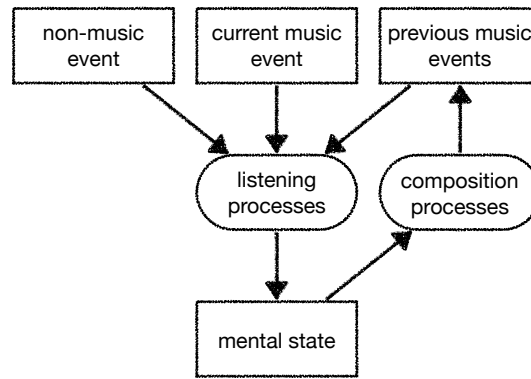 non-music
event
current music
event
previous music
events
listening
processes
composition
processes
mental state